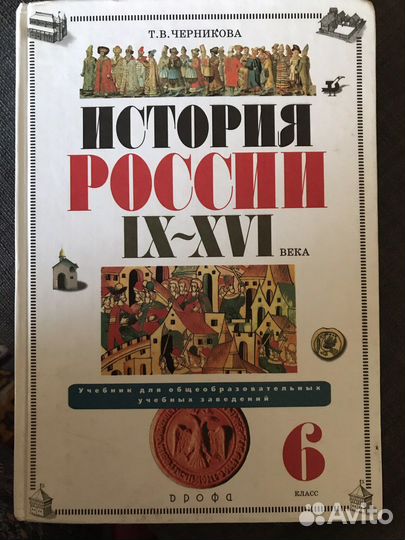 Т.В.ЧЕРНИКОВА
ИСТОРИЯ
РОССИИ
IX~XVI
ВЕКА
Учебник для общеобразовательных
учебных заведений
6
КЛАСС
дрофа
Avito